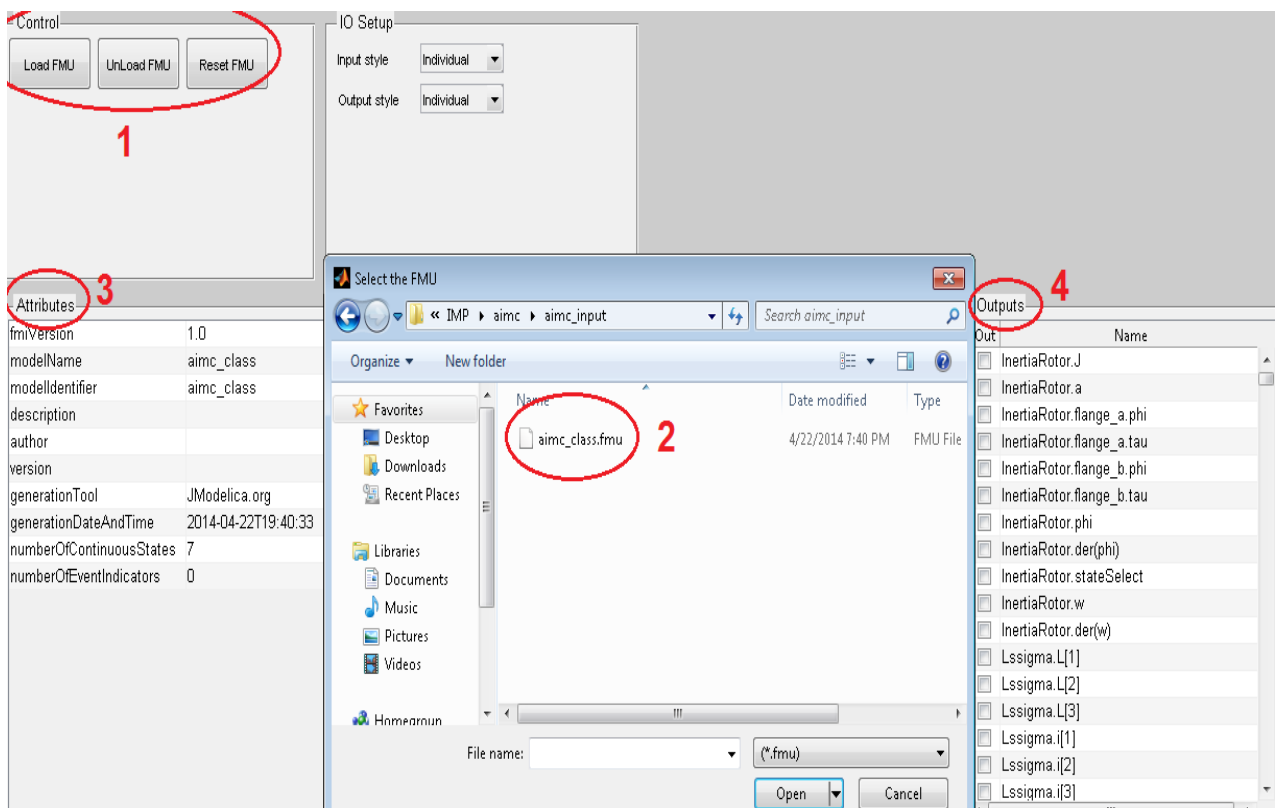 Control
Load FMU UnLoad FMU Reset FMU
1
IO Setup
Input style Individual
Output style Individual
3
Attributes
fmiVersion 1.0
modelName aimc_class
modelIdentifier aimc_class
description
author
version
generationTool JModelica.org
generationDateAndTime 2014-04-22T19:40:33
numberOfContinuousStates 7
numberOfEventIndicators 0
Select the FMU
« IMP aimc aimc_input
Search aimc_input
Organize New folder
Favorites
Desktop
Downloads
Recent Places
Libraries
Documents
Music
Pictures
Videos
Homegroup
Name Date modified Type
aimc_class.fmu 4/22/2014 7:40 PM FMU File
2
File name: (*.fmu)
Open Cancel
4
Outputs
Out Name
InertiaRotor.J
InertiaRotor.a
InertiaRotor.flange_a.phi
InertiaRotor.flange_a.tau
InertiaRotor.flange_b.phi
InertiaRotor.flange_b.tau
InertiaRotor.phi
InertiaRotor.der(phi)
InertiaRotor.stateSelect
InertiaRotor.w
InertiaRotor.der(w)
Lssigma.L[1]
Lssigma.L[2]
Lssigma.L[3]
Lssigma.i[1]
Lssigma.i[2]
Lssigma.i[3]